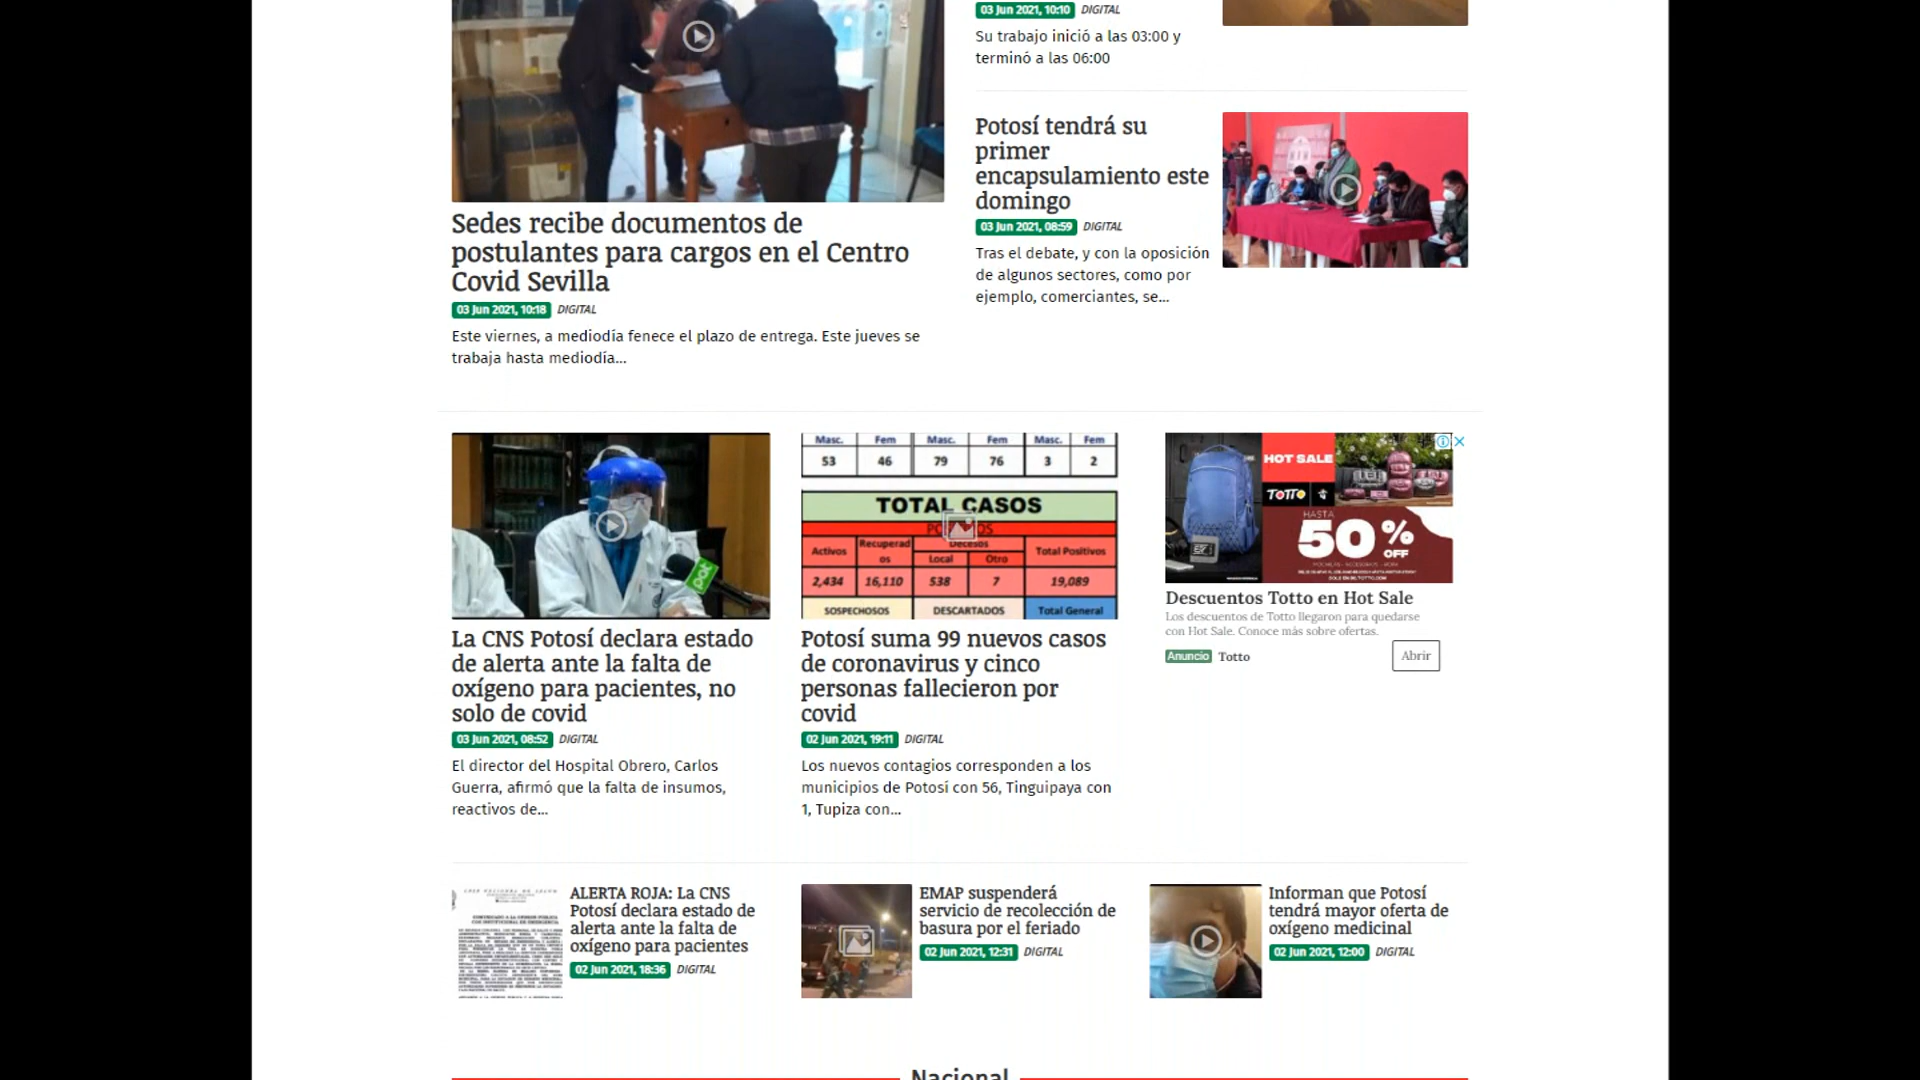 03 Jun 2021, 10:10 DIGITAL
Su trabajo inició a las 03:00 y
terminó a las 06:00
Potosí tendrá su
primer
encapsulamiento este
domingo
03 Jun 2021, 08:59 DIGITAL
Tras el debate, y con la oposición
de algunos sectores, como por
ejemplo, comerciantes, se...
Sedes recibe documentos de
postulantes para cargos en el Centro
Covid Sevilla
03 Jun 2021, 10:18 DIGITAL
Este viernes, a mediodía fenece el plazo de entrega. Este jueves se
trabaja hasta mediodía...
pat
La CNS Potosí declara estado
de alerta ante la falta de
oxígeno para pacientes, no
solo de covid
03 Jun 2021, 08:52 DIGITAL
El director del Hospital Obrero, Carlos
Guerra, afirmó que la falta de insumos,
reactivos de...
Masc. Fem Masc. Fem Masc. Fem
53 46 79 76 3 2
TOTAL CASOS
Activos Recuperad os Decesos Total Positivos
Local Otro
2,434 16,110 538 7 19,089
SOSPECHOSOS DESCARTADOS Total General
Potosí suma 99 nuevos casos
de coronavirus y cinco
personas fallecieron por
covid
02 Jun 2021, 19:11 DIGITAL
Los nuevos contagios corresponden a los
municipios de Potosí con 56, Tinguipaya con
1, Tupiza con...
HOT SALE
TOTTO
HASTA
50% OFF
Descuentos Totto en Hot Sale
Los descuentos de Totto llegaron para quedarse
con Hot Sale. Conoce más sobre ofertas.
Anuncio Totto
Abrir
ALERTA ROJA: La CNS
Potosí declara estado de
alerta ante la falta de
oxígeno para pacientes
02 Jun 2021, 18:36 DIGITAL
EMAP suspenderá
servicio de recolección de
basura por el feriado
02 Jun 2021, 12:31 DIGITAL
Informan que Potosí
tendrá mayor oferta de
oxígeno medicinal
02 Jun 2021, 12:00 DIGITAL
Nacional